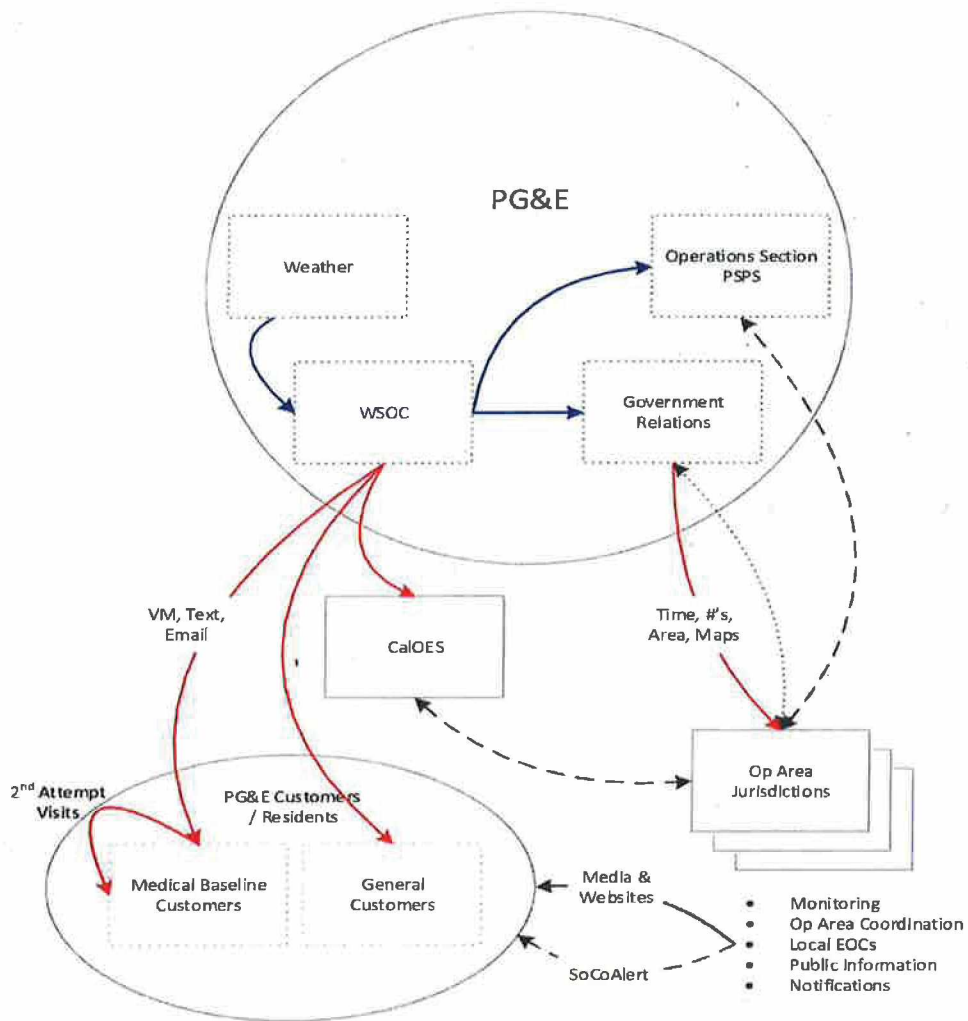 PG&E
Weather
Operations Section
PSPS
WSOC
Government
Relations
VM, Text,
Email
CalOES
Time, #'s,
Area, Maps
2nd Attempt
Visits
PG&E Customers
/ Residents
Op Area
Jurisdictions
Medical Baseline
Customers
General
Customers
Media &
Websites
SoCoAlert
• Monitoring
• Op Area Coordination
• Local EOCs
• Public Information
• Notifications